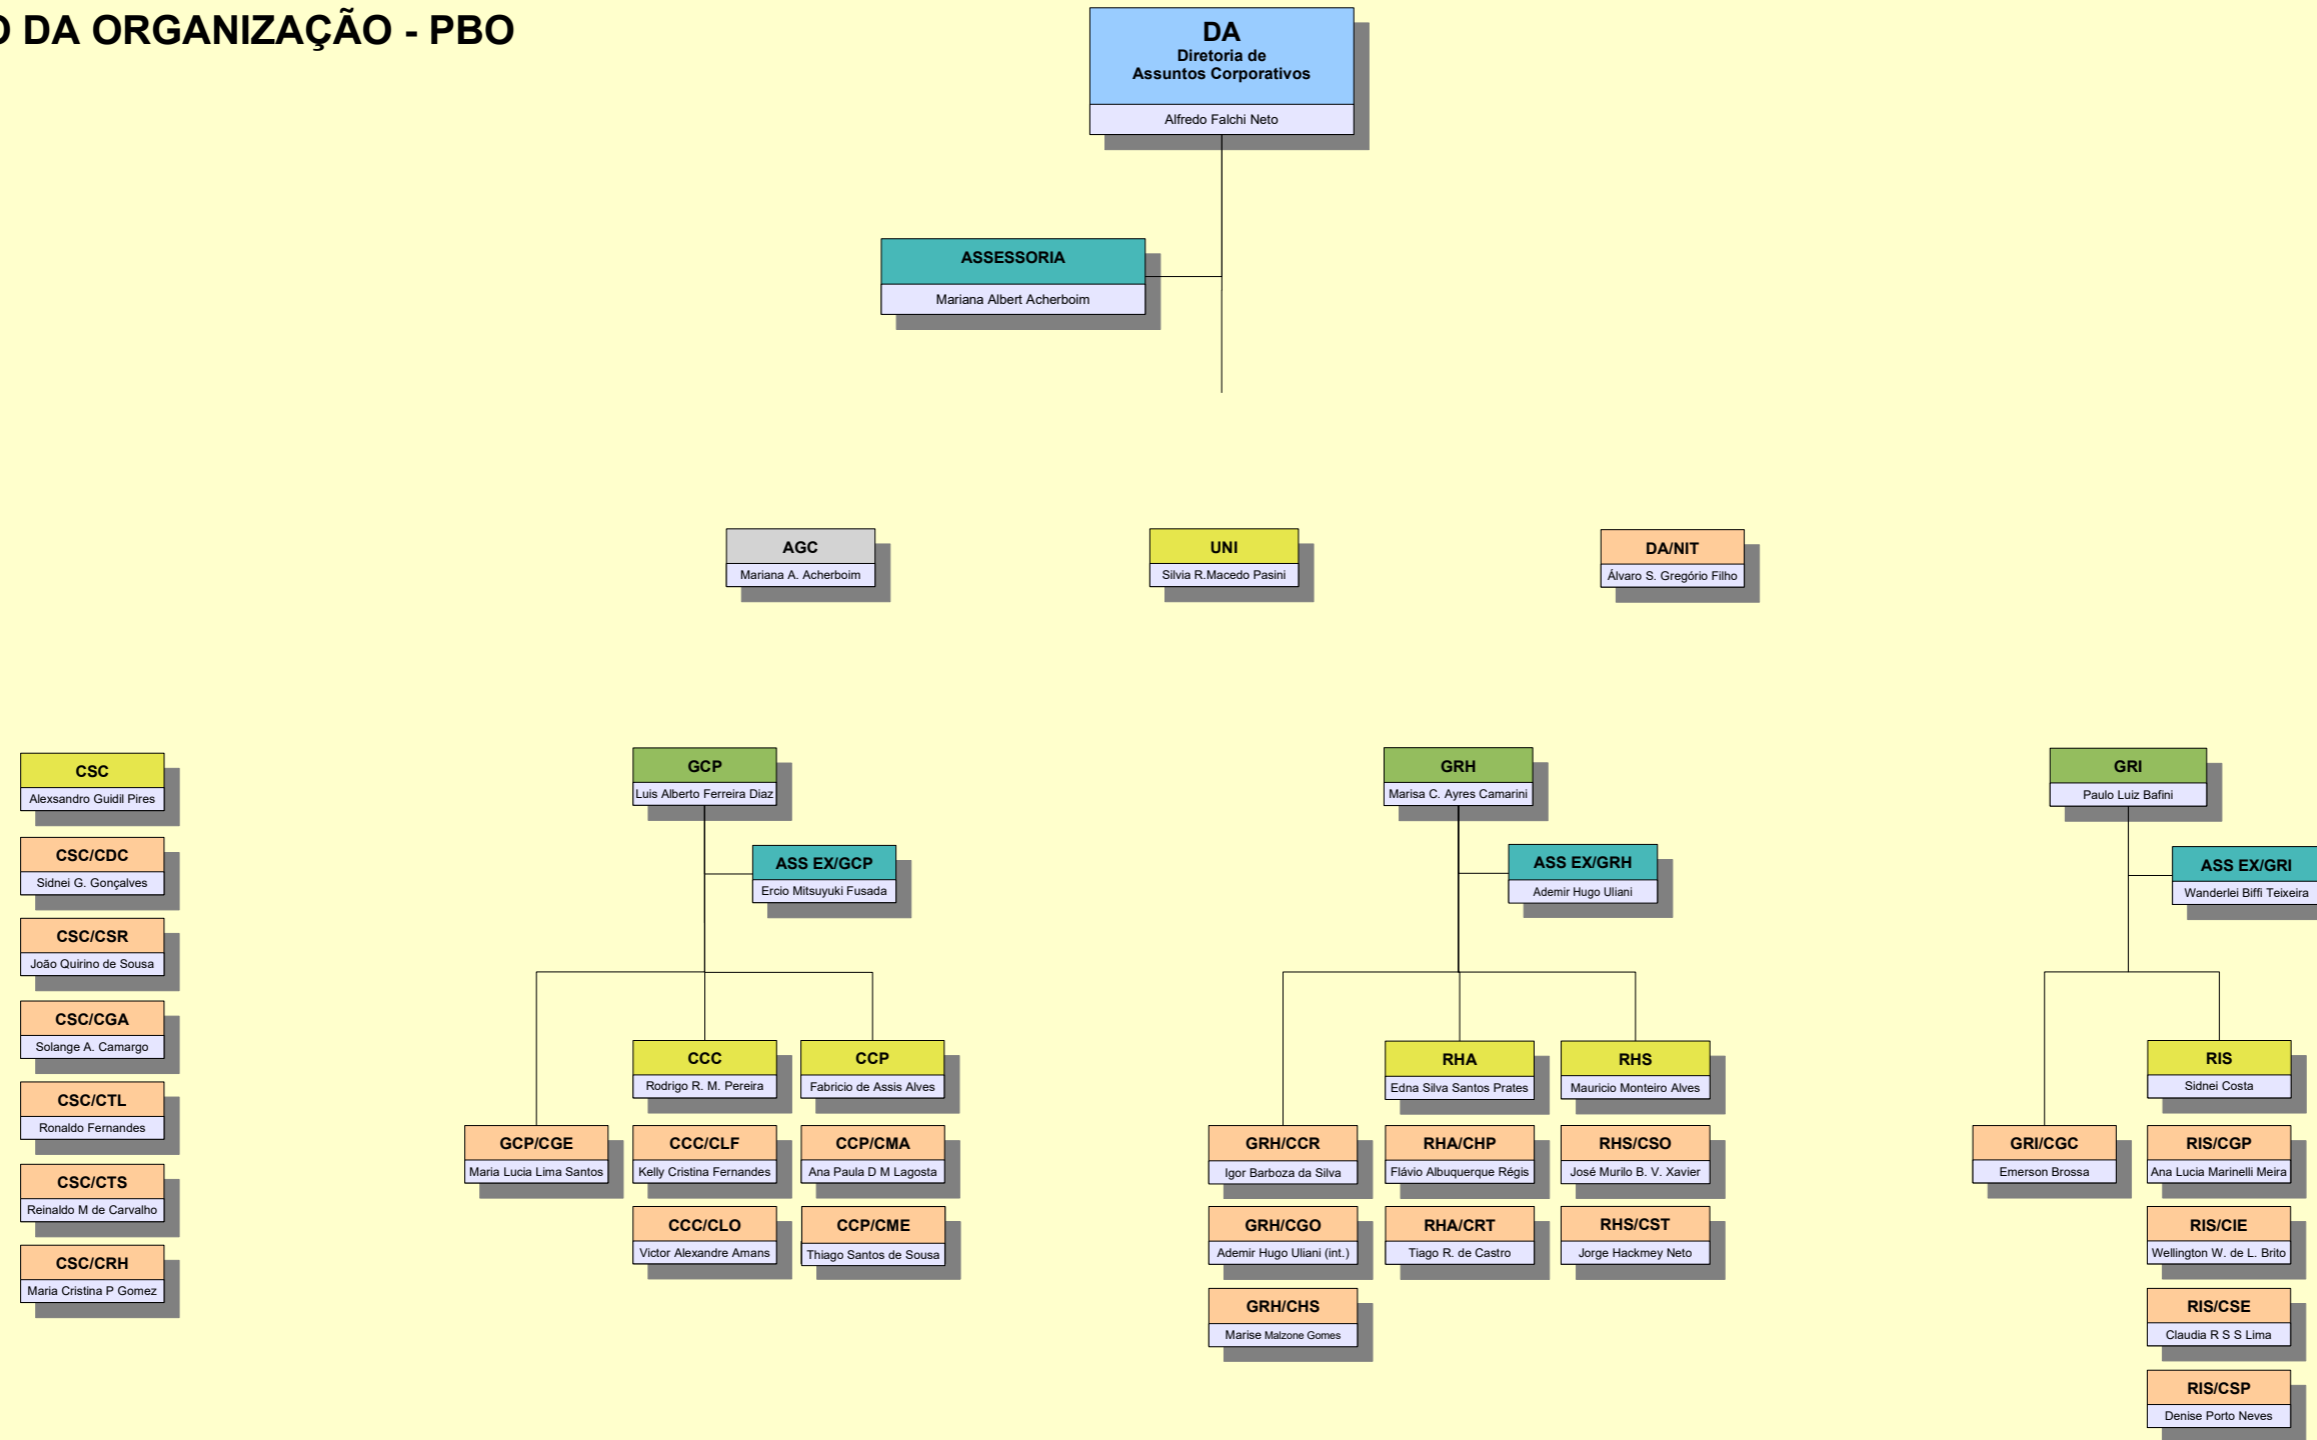 O DA ORGANIZAÇÃO - PBO
DA
Diretoria de
Assuntos Corporativos
Alfredo Falchi Neto
ASSESSORIA
Mariana Albert Acherboim
AGC
Mariana A. Acherboim
UNI
Silvia R.Macedo Pasini
DA/NIT
Álvaro S. Gregório Filho
CSC
Alexsandro Guidil Pires
CSC/CDC
Sidnei G. Gonçalves
CSC/CSR
João Quirino de Sousa
CSC/CGA
Solange A. Camargo
CSC/CTL
Ronaldo Fernandes
CSC/CTS
Reinaldo M de Carvalho
CSC/CRH
Maria Cristina P Gomez
GCP
Luis Alberto Ferreira Diaz
ASS EX/GCP
Ercio Mitsuyuki Fusada
GCP/CGE
Maria Lucia Lima Santos
CCC
Rodrigo R. M. Pereira
CCC/CLF
Kelly Cristina Fernandes
CCC/CLO
Victor Alexandre Amans
CCP
Fabricio de Assis Alves
CCP/CMA
Ana Paula D M Lagosta
CCP/CME
Thiago Santos de Sousa
GRH
Marisa C. Ayres Camarini
ASS EX/GRH
Ademir Hugo Uliani
GRH/CCR
Igor Barboza da Silva
GRH/CGO
Ademir Hugo Uliani (int.)
GRH/CHS
Marise Malzone Gomes
RHA
Edna Silva Santos Prates
RHA/CHP
Flávio Albuquerque Régis
RHA/CRT
Tiago R. de Castro
RHS
Mauricio Monteiro Alves
RHS/CSO
José Murilo B. V. Xavier
RHS/CST
Jorge Hackmey Neto
GRI
Paulo Luiz Bafini
ASS EX/GRI
Wanderlei Biffi Teixeira
GRI/CGC
Emerson Brossa
RIS
Sidnei Costa
RIS/CGP
Ana Lucia Marinelli Meira
RIS/CIE
Wellington W. de L. Brito
RIS/CSE
Claudia R S S Lima
RIS/CSP
Denise Porto Neves